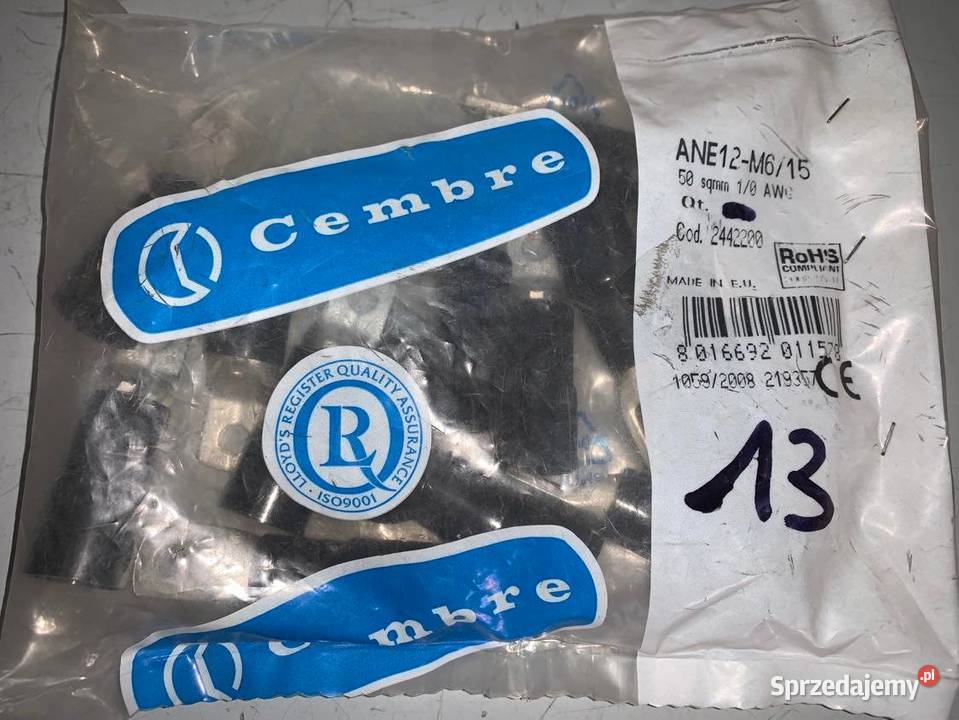 Cembre
ANE12-M6/15
50 sqmm 1/0 AWG
Qt.
Cod. 2442200
RoHS
COMPLIANT
MADE IN E.U.
8 016692 011578
1059/2008 21935
CE
LLOYD'S REGISTER QUALITY ASSURANCE
LRQ
· ISO9001 ·
13
Cembre
Sprzedajemy.pl